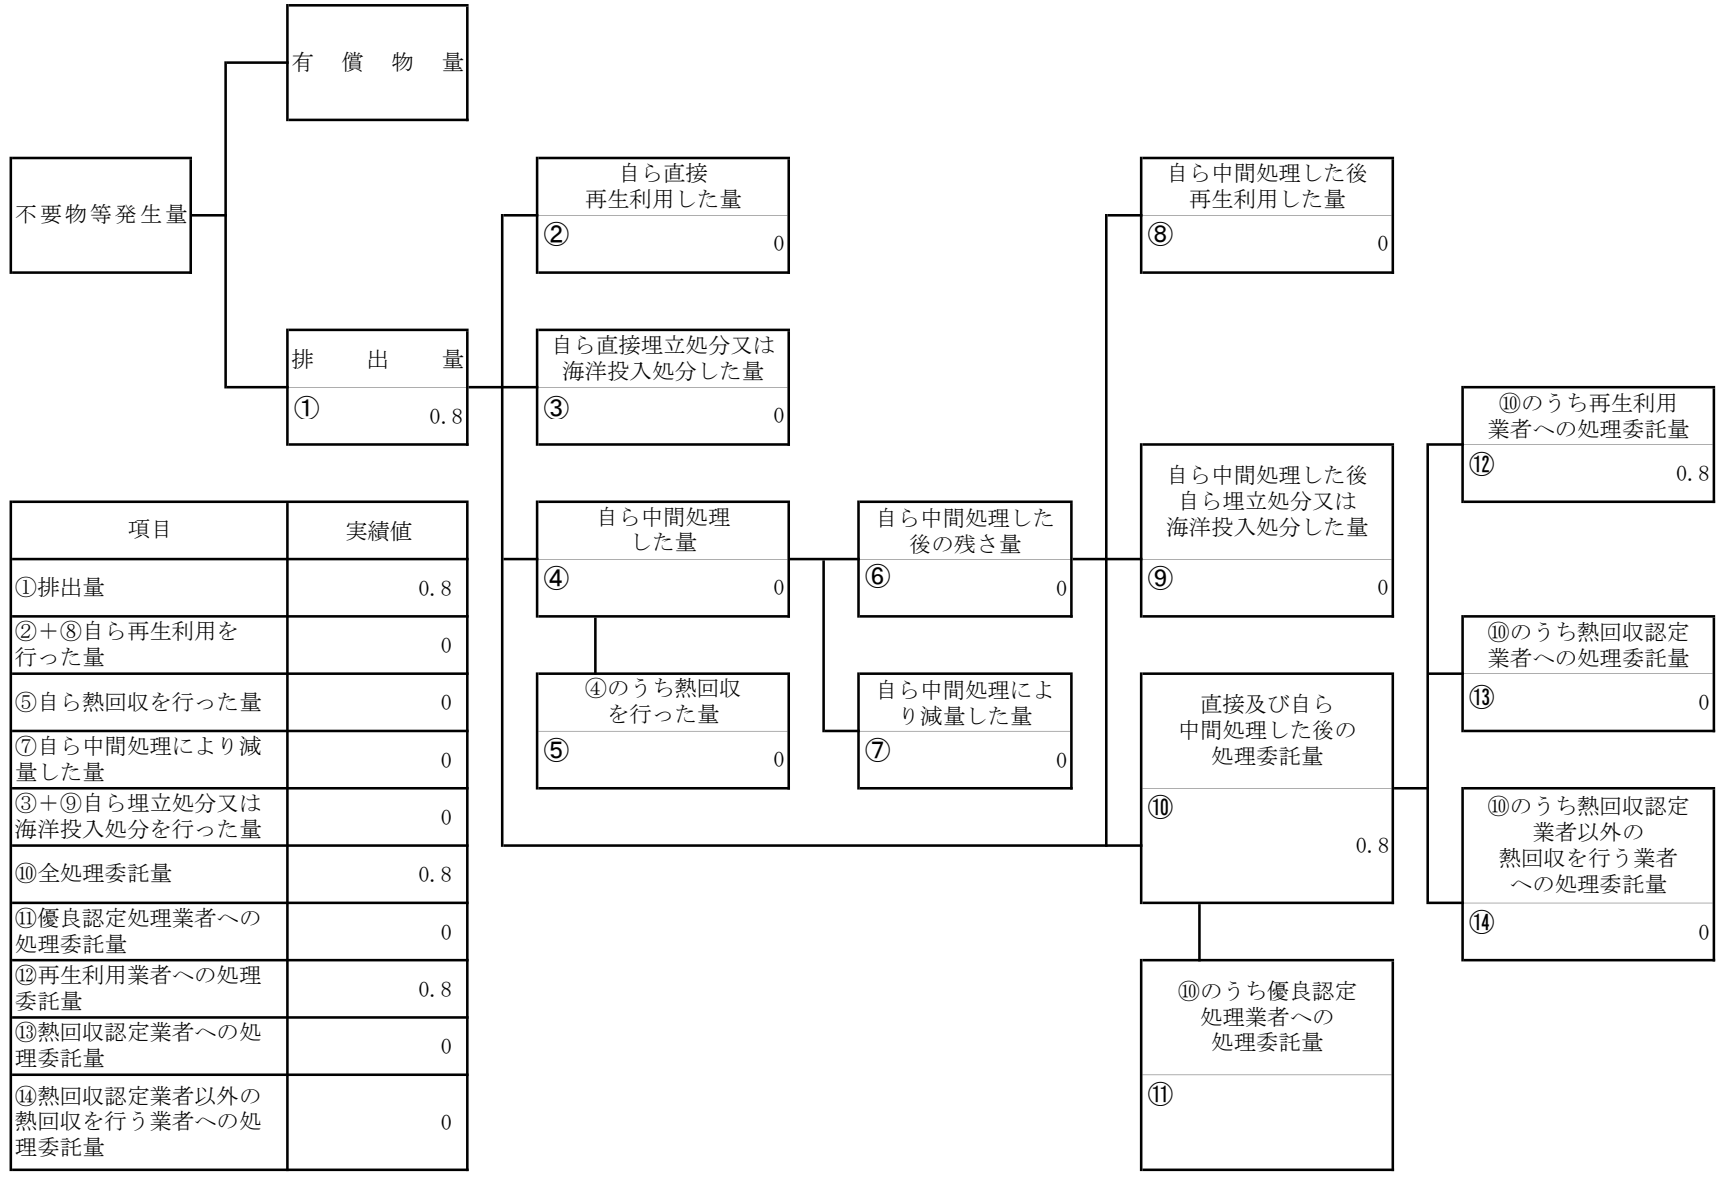 有償物量
不要物等発生量
排出量
①
0.8
自ら直接
再生利用した量
②
0
自ら直接埋立処分又は
海洋投入処分した量
③
0
自ら中間処理
した量
④
0
④のうち熱回収
を行った量
⑤
0
自ら中間処理した
後の残さ量
⑥
0
自ら中間処理によ
り減量した量
⑦
0
自ら中間処理した後
再生利用した量
⑧
0
自ら中間処理した後
自ら埋立処分又は
海洋投入処分した量
⑨
0
直接及び自ら
中間処理した後の
処理委託量
⑩
0.8
⑩のうち優良認定
処理業者への
処理委託量
⑪
⑩のうち再生利用
業者への処理委託量
⑫
0.8
⑩のうち熱回収認定
業者への処理委託量
⑬
0
⑩のうち熱回収認定
業者以外の
熱回収を行う業者
への処理委託量
⑭
0
項目 実績値
①排出量 0.8
②＋⑧自ら再生利用を
行った量 0
⑤自ら熱回収を行った量 0
⑦自ら中間処理により減
量した量 0
③＋⑨自ら埋立処分又は
海洋投入処分を行った量 0
⑩全処理委託量 0.8
⑪優良認定処理業者への
処理委託量 0
⑫再生利用業者への処理
委託量 0.8
⑬熱回収認定業者への処
理委託量 0
⑭熱回収認定業者以外の
熱回収を行う業者への処
理委託量 0